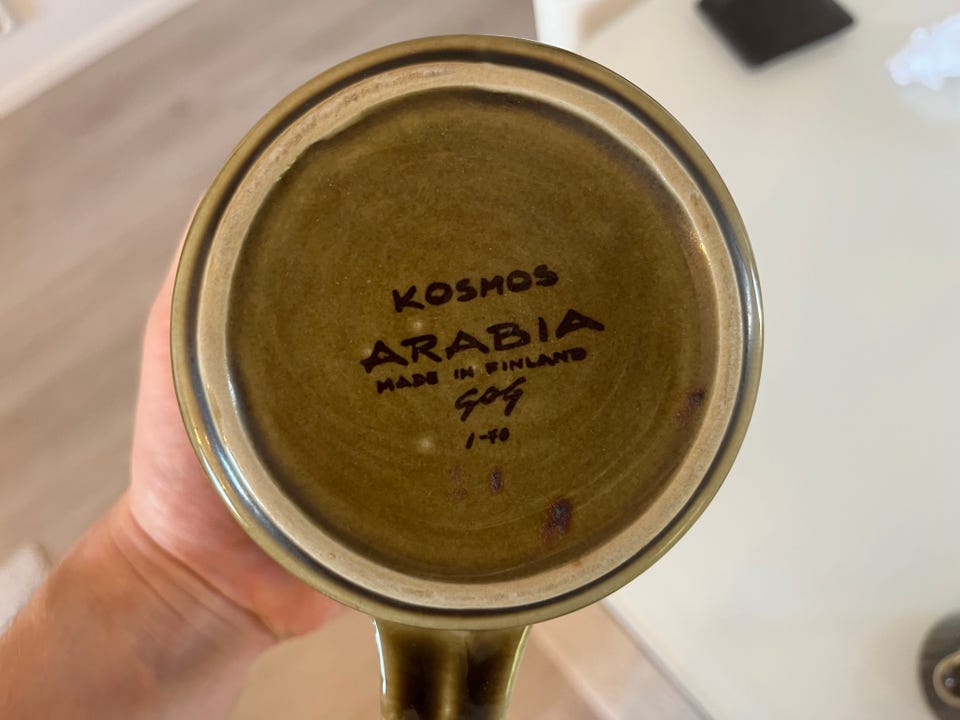 KOSMOS
ARABIA
MADE IN FINLAND
GOG
1-70